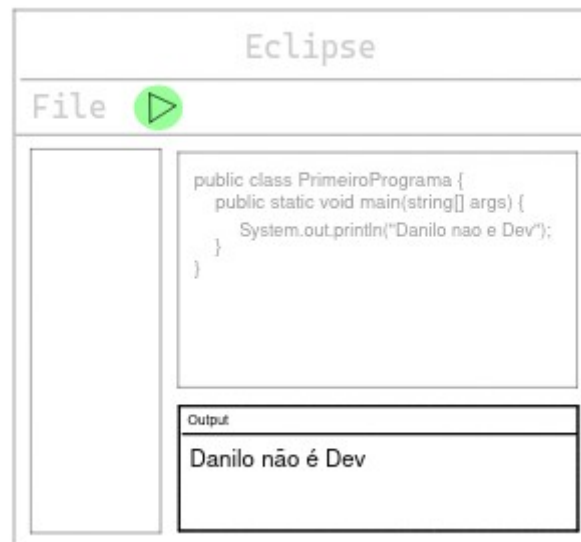 Eclipse
File
public class PrimeiroPrograma {
public static void main(string[] args) {
System.out.println("Danilo nao e Dev");
}
}
Output
Danilo não é Dev